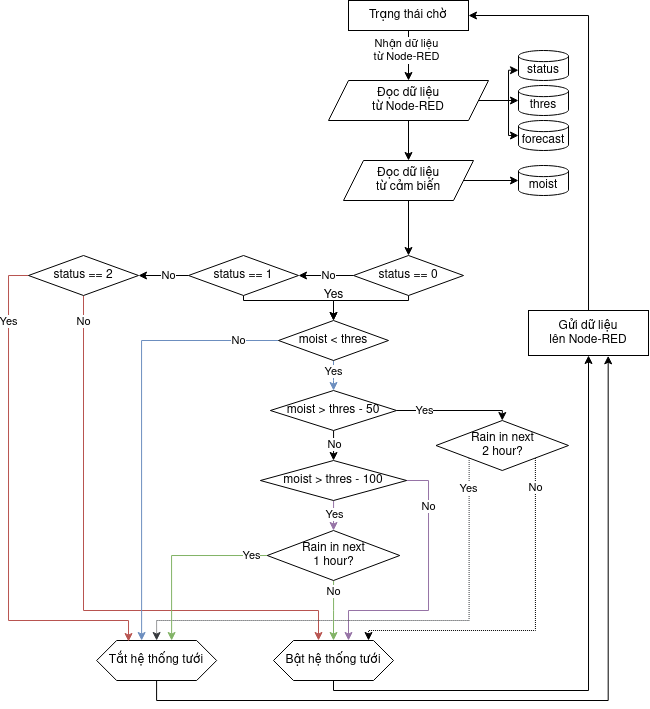 Trạng thái chờ
Nhận dữ liệu
từ Node-RED
Đọc dữ liệu
từ Node-RED
status
thres
forecast
Đọc dữ liệu
từ cảm biến
moist
status == 2
No
status == 1
No
status == 0
Yes
Yes
No
Gửi dữ liệu
lên Node-RED
No
moist < thres
Yes
moist > thres - 50
Yes
Rain in next
2 hour?
No
moist > thres - 100
Yes
No
Yes
No
Yes
Rain in next
1 hour?
No
Tắt hệ thống tưới
Bật hệ thống tưới